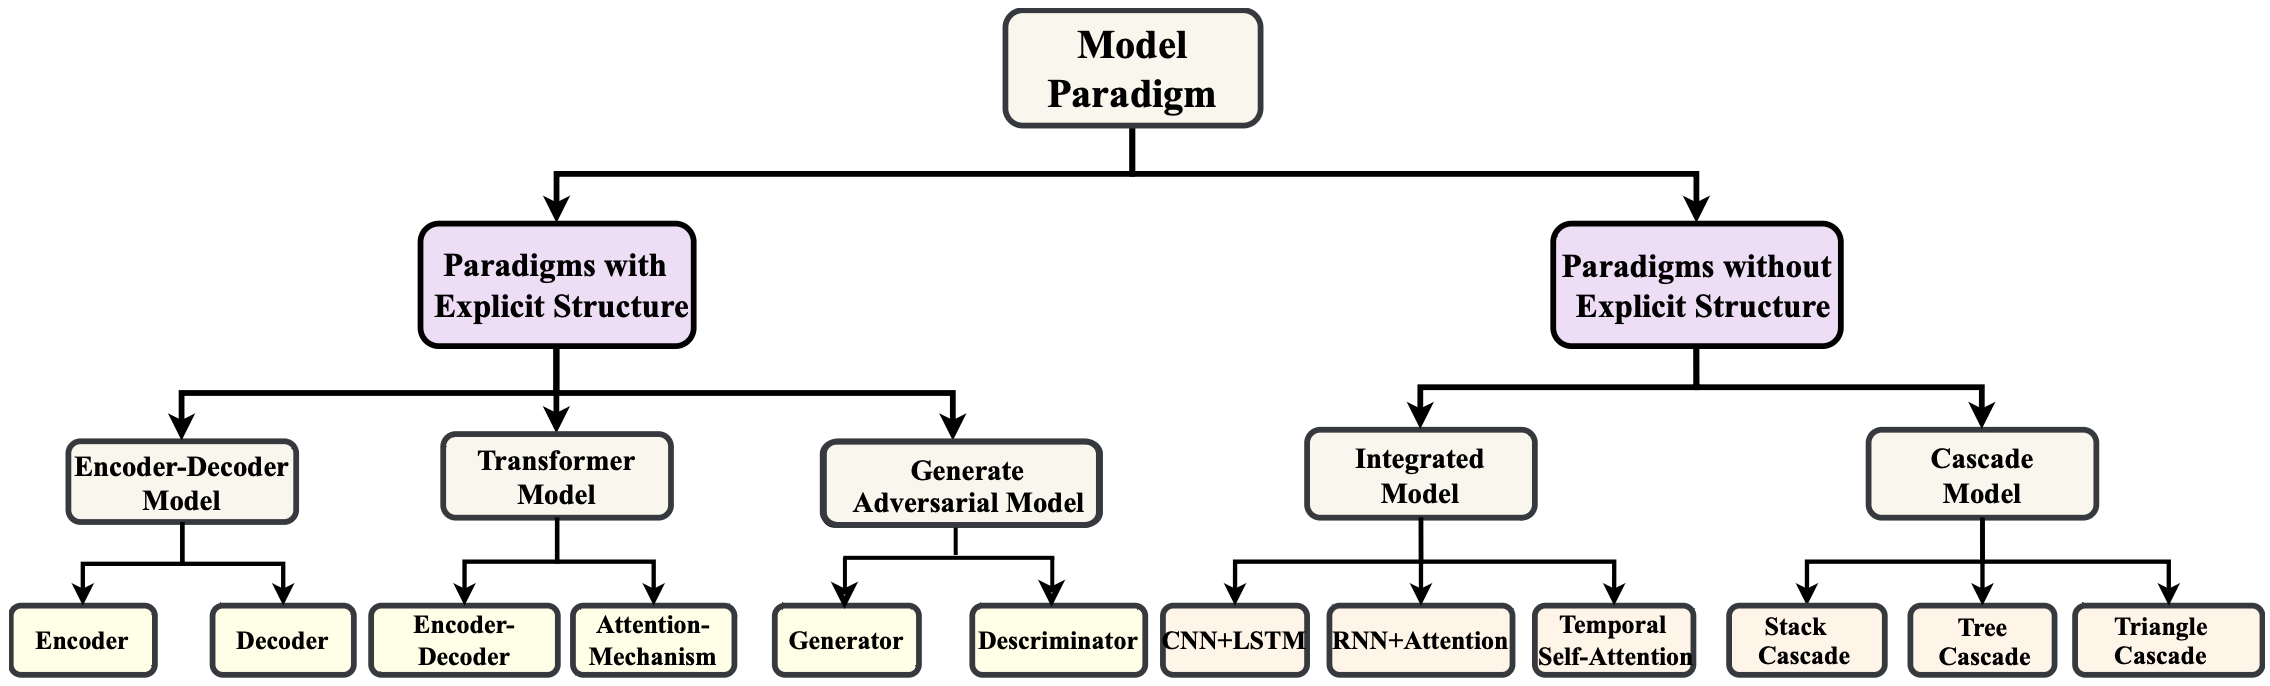 Model
Paradigm
Paradigms with
Explicit Structure
Paradigms without
Explicit Structure
Encoder-Decoder
Model
Transformer
Model
Generate
Adversarial Model
Integrated
Model
Cascade
Model
Encoder
Decoder
Encoder-
Decoder
Attention-
Mechanism
Generator
Descriminator
CNN+LSTM
RNN+Attention
Temporal
Self-Attention
Stack
Cascade
Tree
Cascade
Triangle
Cascade